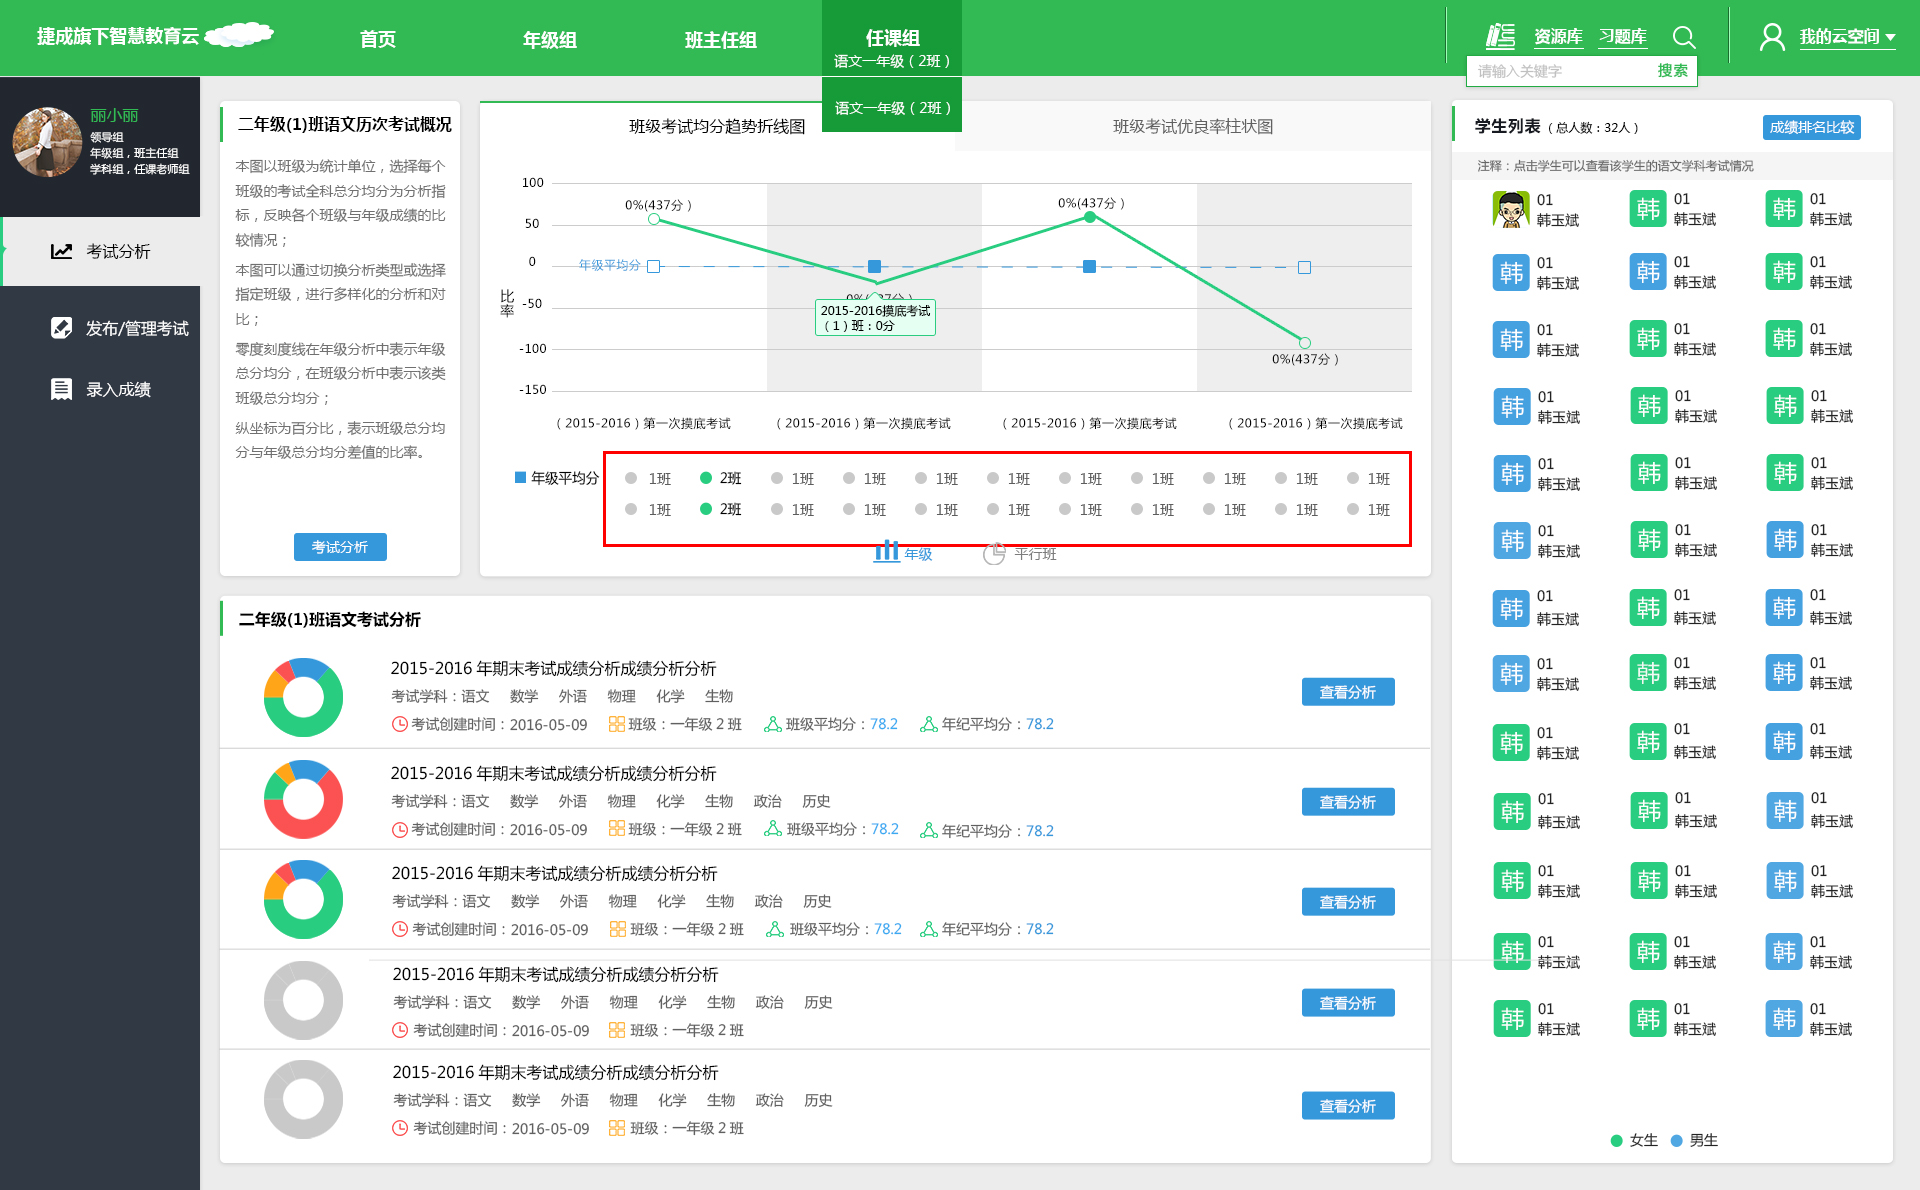 捷成旗下智慧教育云
首页
年级组
班主任组
任课组
语文一年级（2班）
语文一年级（2班）
资源库
习题库
我的云空间
请输入关键字
搜索
丽小丽
领导组
年级组，班主任组
学科组，任课老师组
考试分析
发布/管理考试
录入成绩
二年级(1)班语文历次考试概况
本图以班级为统计单位，选择每个
班级的考试全科总分均分为分析指
标，反映各个班级与年级成绩的比
较情况；
本图可以通过切换分析类型或选择
指定班级，进行多样化的分析和对
比；
零度刻度线在年级分析中表示年级
总分均分，在班级分析中表示该类
班级总分均分；
纵坐标为百分比，表示班级总分均
分与年级总分均分差值的比率。
考试分析
班级考试均分趋势折线图
班级考试优良率柱状图
100
50
0
-50
-100
-150
比率
0%(437分）
年级平均分
0%(437分）
2015-2016摸底考试
（1）班：0分
0%(437分）
（2015-2016）第一次摸底考试
（2015-2016）第一次摸底考试
（2015-2016）第一次摸底考试
（2015-2016）第一次摸底考试
年级平均分
1班 2班 1班 1班 1班 1班 1班 1班 1班 1班 1班
1班 2班 1班 1班 1班 1班 1班 1班 1班 1班 1班
年级
平行班
二年级(1)班语文考试分析
2015-2016 年期末考试成绩分析成绩分析分析
考试学科：语文 数学 外语 物理 化学 生物
考试创建时间：2016-05-09 班级：一年级 2 班 班级平均分：78.2 年纪平均分：78.2
查看分析
2015-2016 年期末考试成绩分析成绩分析分析
考试学科：语文 数学 外语 物理 化学 生物 政治 历史
考试创建时间：2016-05-09 班级：一年级 2 班 班级平均分：78.2 年纪平均分：78.2
查看分析
2015-2016 年期末考试成绩分析成绩分析分析
考试学科：语文 数学 外语 物理 化学 生物 政治 历史
考试创建时间：2016-05-09 班级：一年级 2 班 班级平均分：78.2 年纪平均分：78.2
查看分析
2015-2016 年期末考试成绩分析成绩分析分析
考试学科：语文 数学 外语 物理 化学 生物 政治 历史
考试创建时间：2016-05-09 班级：一年级 2 班
查看分析
2015-2016 年期末考试成绩分析成绩分析分析
考试学科：语文 数学 外语 物理 化学 生物 政治 历史
考试创建时间：2016-05-09 班级：一年级 2 班
查看分析
学生列表（总人数：32人）
成绩排名比较
注释：点击学生可以查看该学生的语文学科考试情况
01 韩 01 韩 01
韩玉斌 韩玉斌 韩玉斌
韩 01 韩 01 韩 01
韩玉斌 韩玉斌 韩玉斌
韩 01 韩 01 韩 01
韩玉斌 韩玉斌 韩玉斌
韩 01 韩 01 韩 01
韩玉斌 韩玉斌 韩玉斌
韩 01 韩 01 韩 01
韩玉斌 韩玉斌 韩玉斌
韩 01 韩 01 韩 01
韩玉斌 韩玉斌 韩玉斌
韩 01 韩 01 韩 01
韩玉斌 韩玉斌 韩玉斌
韩 01 韩 01 韩 01
韩玉斌 韩玉斌 韩玉斌
韩 01 韩 01 韩 01
韩玉斌 韩玉斌 韩玉斌
韩 01 韩 01 韩 01
韩玉斌 韩玉斌 韩玉斌
韩 01 韩 01 韩 01
韩玉斌 韩玉斌 韩玉斌
韩 01 韩 01 韩 01
韩玉斌 韩玉斌 韩玉斌
韩 01 韩 01 韩 01
韩玉斌 韩玉斌 韩玉斌
女生 男生